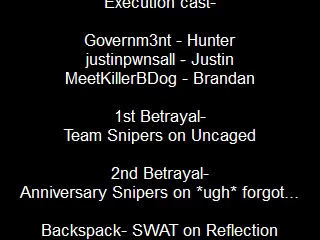 Execution cast-
Governm3nt - Hunter
justinpwnsall - Justin
MeetKillerBDog - Brandan
1st Betrayal-
Team Snipers on Uncaged
2nd Betrayal-
Anniversary Snipers on *ugh* forgot...
Backspack- SWAT on Reflection